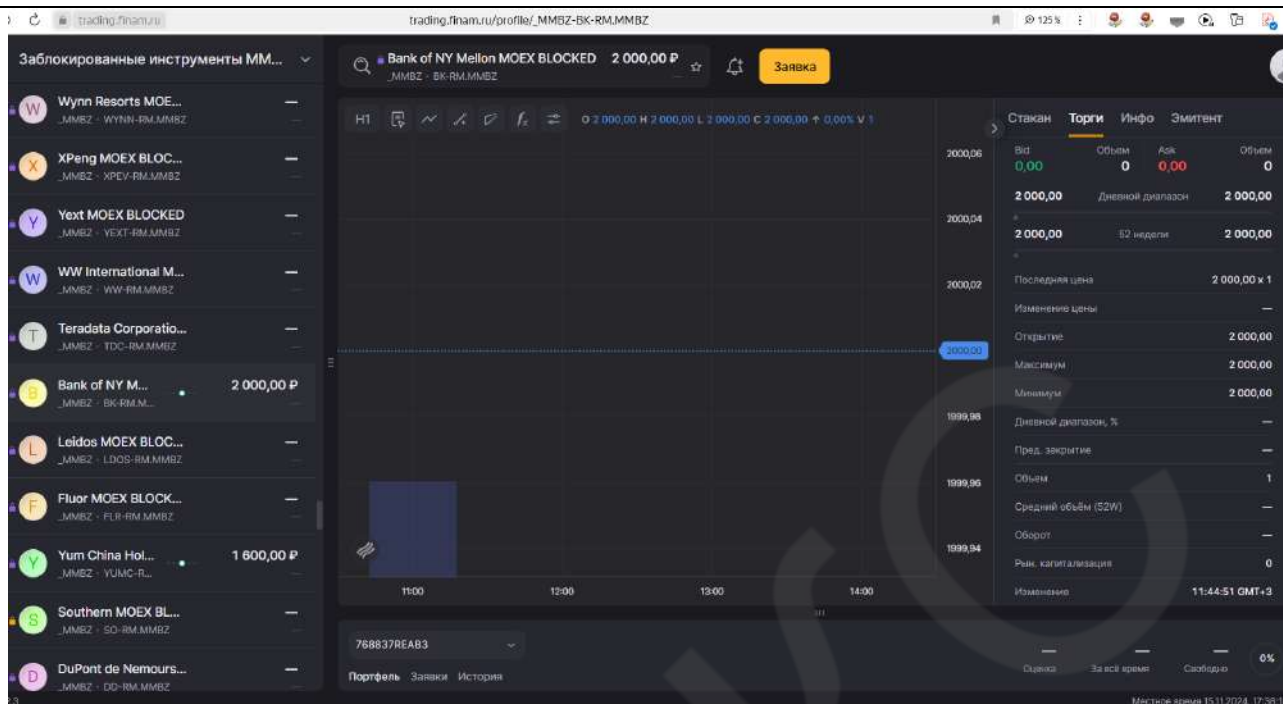 trading.finam.ru
trading.finam.ru/profile/_MMBZ-BK-RM.MMBZ
125 %
Заблокированные инструменты ММ...
Wynn Resorts MOE...
_MMBZ · WYNN-RM.MMBZ
XPeng MOEX BLOC...
_MMBZ · XPEV-RM.MMBZ
Yext MOEX BLOCKED
_MMBZ · YEXT-RM.MMBZ
WW International M...
_MMBZ · WW-RM.MMBZ
Teradata Corporatio...
_MMBZ · TDC-RM.MMBZ
Bank of NY M...
2 000,00 ₽
_MMBZ · BK-RM.M...
Leidos MOEX BLOC...
_MMBZ · LDOS-RM.MMBZ
Fluor MOEX BLOCK...
_MMBZ · FLR-RM.MMBZ
Yum China Hol...
1 600,00 ₽
_MMBZ · YUMC-R...
Southern MOEX BL...
_MMBZ · SO-RM.MMBZ
DuPont de Nemours...
_MMBZ · DD-RM.MMBZ
Bank of NY Mellon MOEX BLOCKED 2 000,00 ₽
_MMBZ · BK-RM.MMBZ
Заявка
H1
O 2 000,00 H 2 000,00 L 2 000,00 C 2 000,00 ↑ 0,00% V 1
2000,06
2000,04
2000,02
2000,00
1999,98
1999,96
1999,94
11:00 12:00 13:00 14:00
768837REAB3
Портфель Заявки История
Стакан Торги Инфо Эмитент
Bid Объем Ask Объем
0,00 0 0,00 0
2 000,00 Дневной диапазон 2 000,00
2 000,00 52 недели 2 000,00
Последняя цена 2 000,00 x 1
Изменение цены —
Открытие 2 000,00
Максимум 2 000,00
Минимум 2 000,00
Дневной диапазон, % —
Пред. закрытие —
Объем 1
Средний объём (52W) —
Оборот —
Рын. капитализация 0
Изменение 11:44:51 GMT+3
Оценка За всё время Свободно 0%
Местное время 15.11.2024, 17:38:1